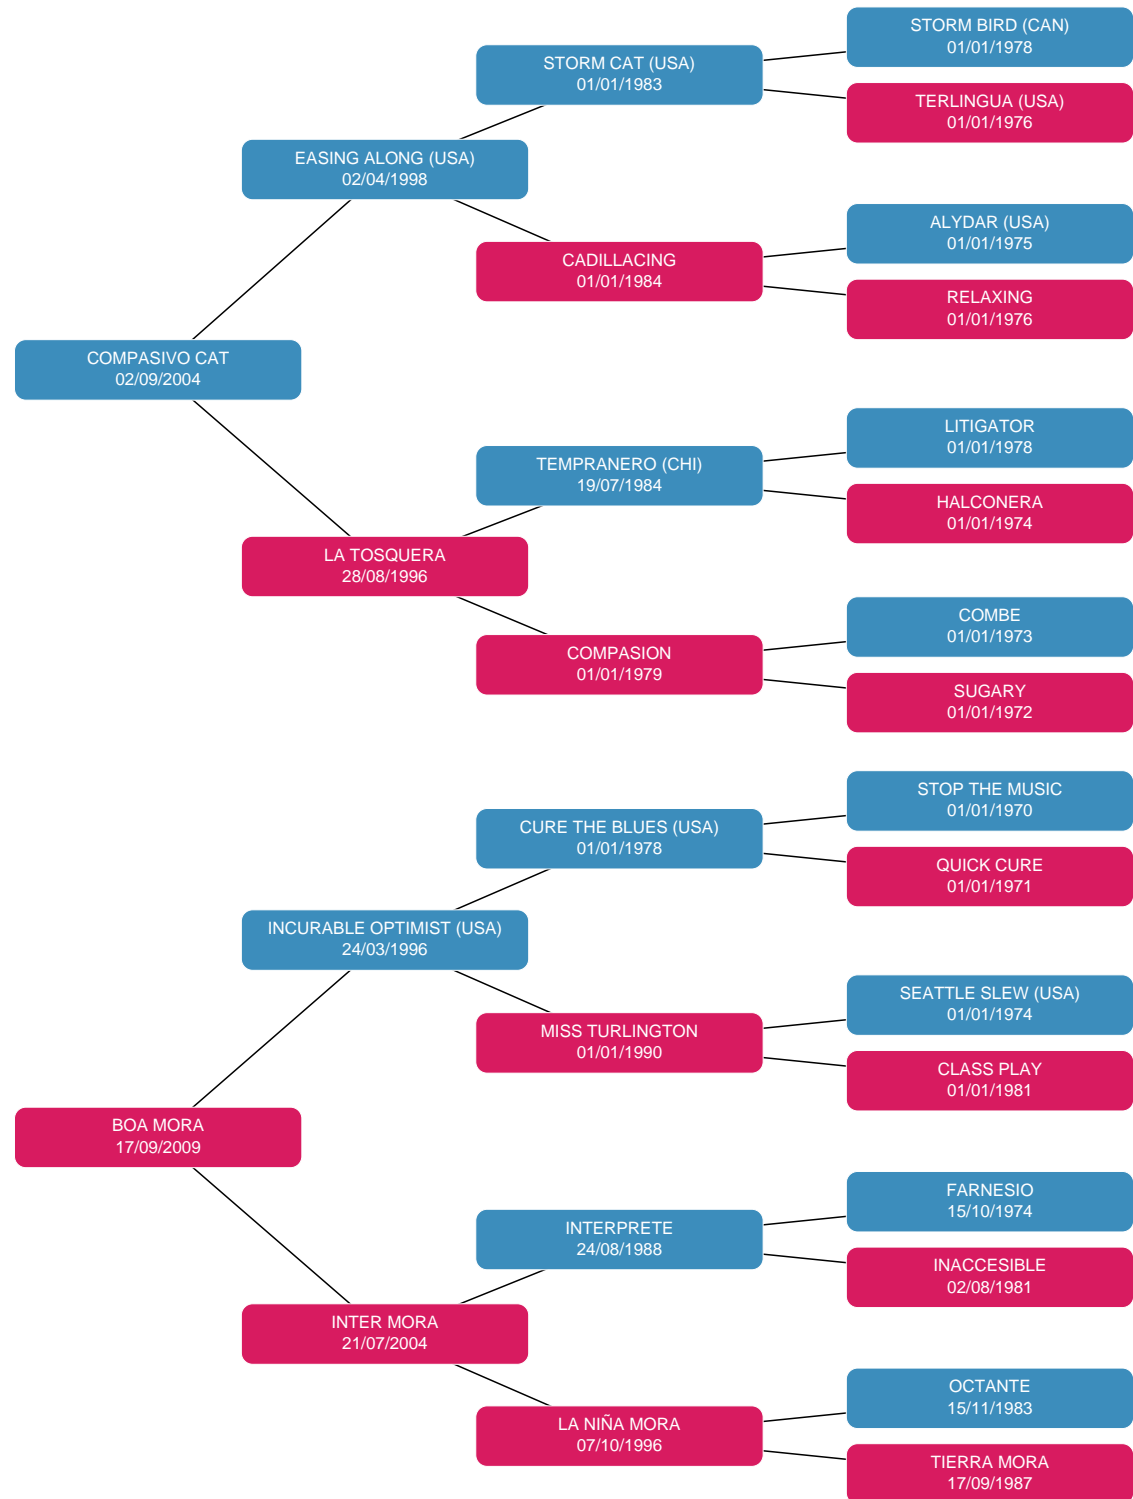 STORM BIRD (CAN)
01/01/1978
STORM CAT (USA)
01/01/1983
TERLINGUA (USA)
01/01/1976
EASING ALONG (USA)
02/04/1998
ALYDAR (USA)
01/01/1975
CADILLACING
01/01/1984
RELAXING
01/01/1976
COMPASIVO CAT
02/09/2004
LITIGATOR
01/01/1978
TEMPRANERO (CHI)
19/07/1984
HALCONERA
01/01/1974
LA TOSQUERA
28/08/1996
COMBE
01/01/1973
COMPASION
01/01/1979
SUGARY
01/01/1972
STOP THE MUSIC
01/01/1970
CURE THE BLUES (USA)
01/01/1978
QUICK CURE
01/01/1971
INCURABLE OPTIMIST (USA)
24/03/1996
SEATTLE SLEW (USA)
01/01/1974
MISS TURLINGTON
01/01/1990
CLASS PLAY
01/01/1981
BOA MORA
17/09/2009
FARNESIO
15/10/1974
INTERPRETE
24/08/1988
INACCESIBLE
02/08/1981
INTER MORA
21/07/2004
OCTANTE
15/11/1983
LA NIÑA MORA
07/10/1996
TIERRA MORA
17/09/1987